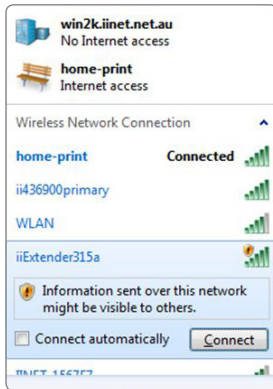 win2k.iinet.net.au
No Internet access
home-print
Internet access
Wireless Network Connection
home-print Connected
ii436900primary
WLAN
iiExtender315a
Information sent over this network
might be visible to others.
Connect automatically Connect